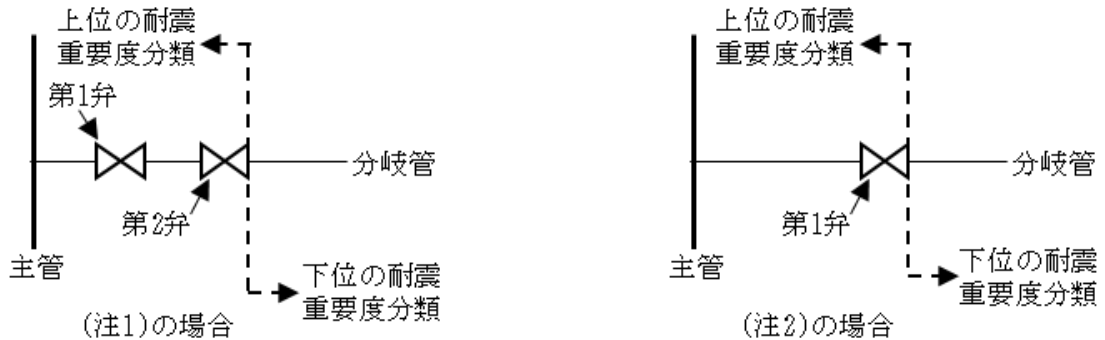 上位の耐震
重要度分類
第1弁
分岐管
第2弁
主管
下位の耐震
重要度分類
(注1)の場合
上位の耐震
重要度分類
分岐管
第1弁
主管
下位の耐震
重要度分類
(注2)の場合